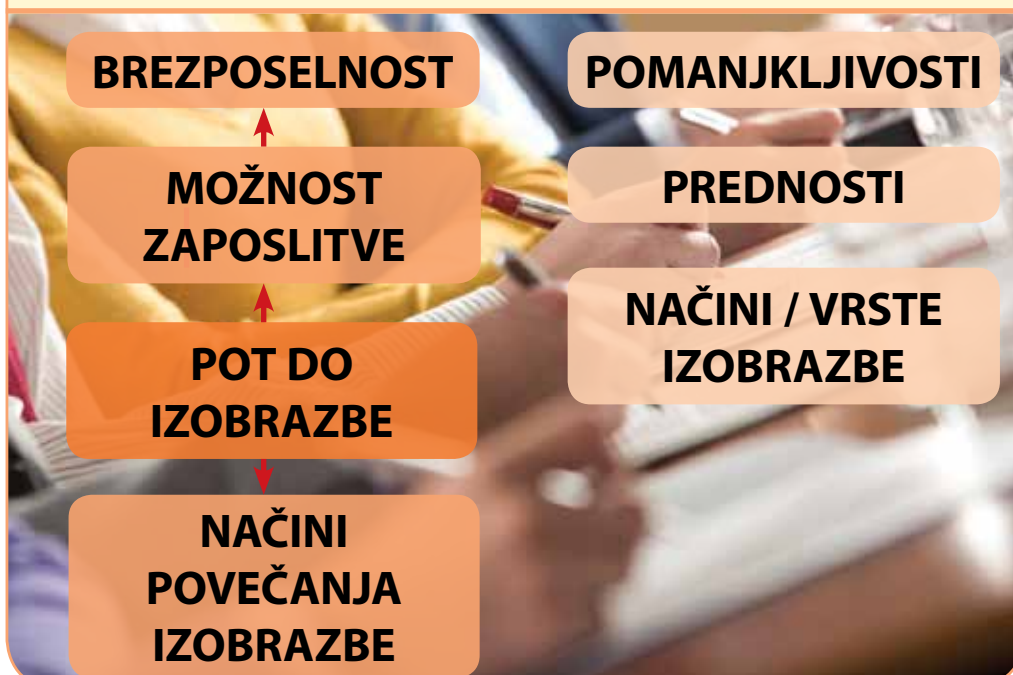 BREZPOSELNOST
MOŽNOST
ZAPOSLITVE
POT DO
IZOBRAZBE
NAČINI
POVEČANJA
IZOBRAZBE
POMANJKLJIVOSTI
PREDNOSTI
NAČINI / VRSTE
IZOBRAZBE